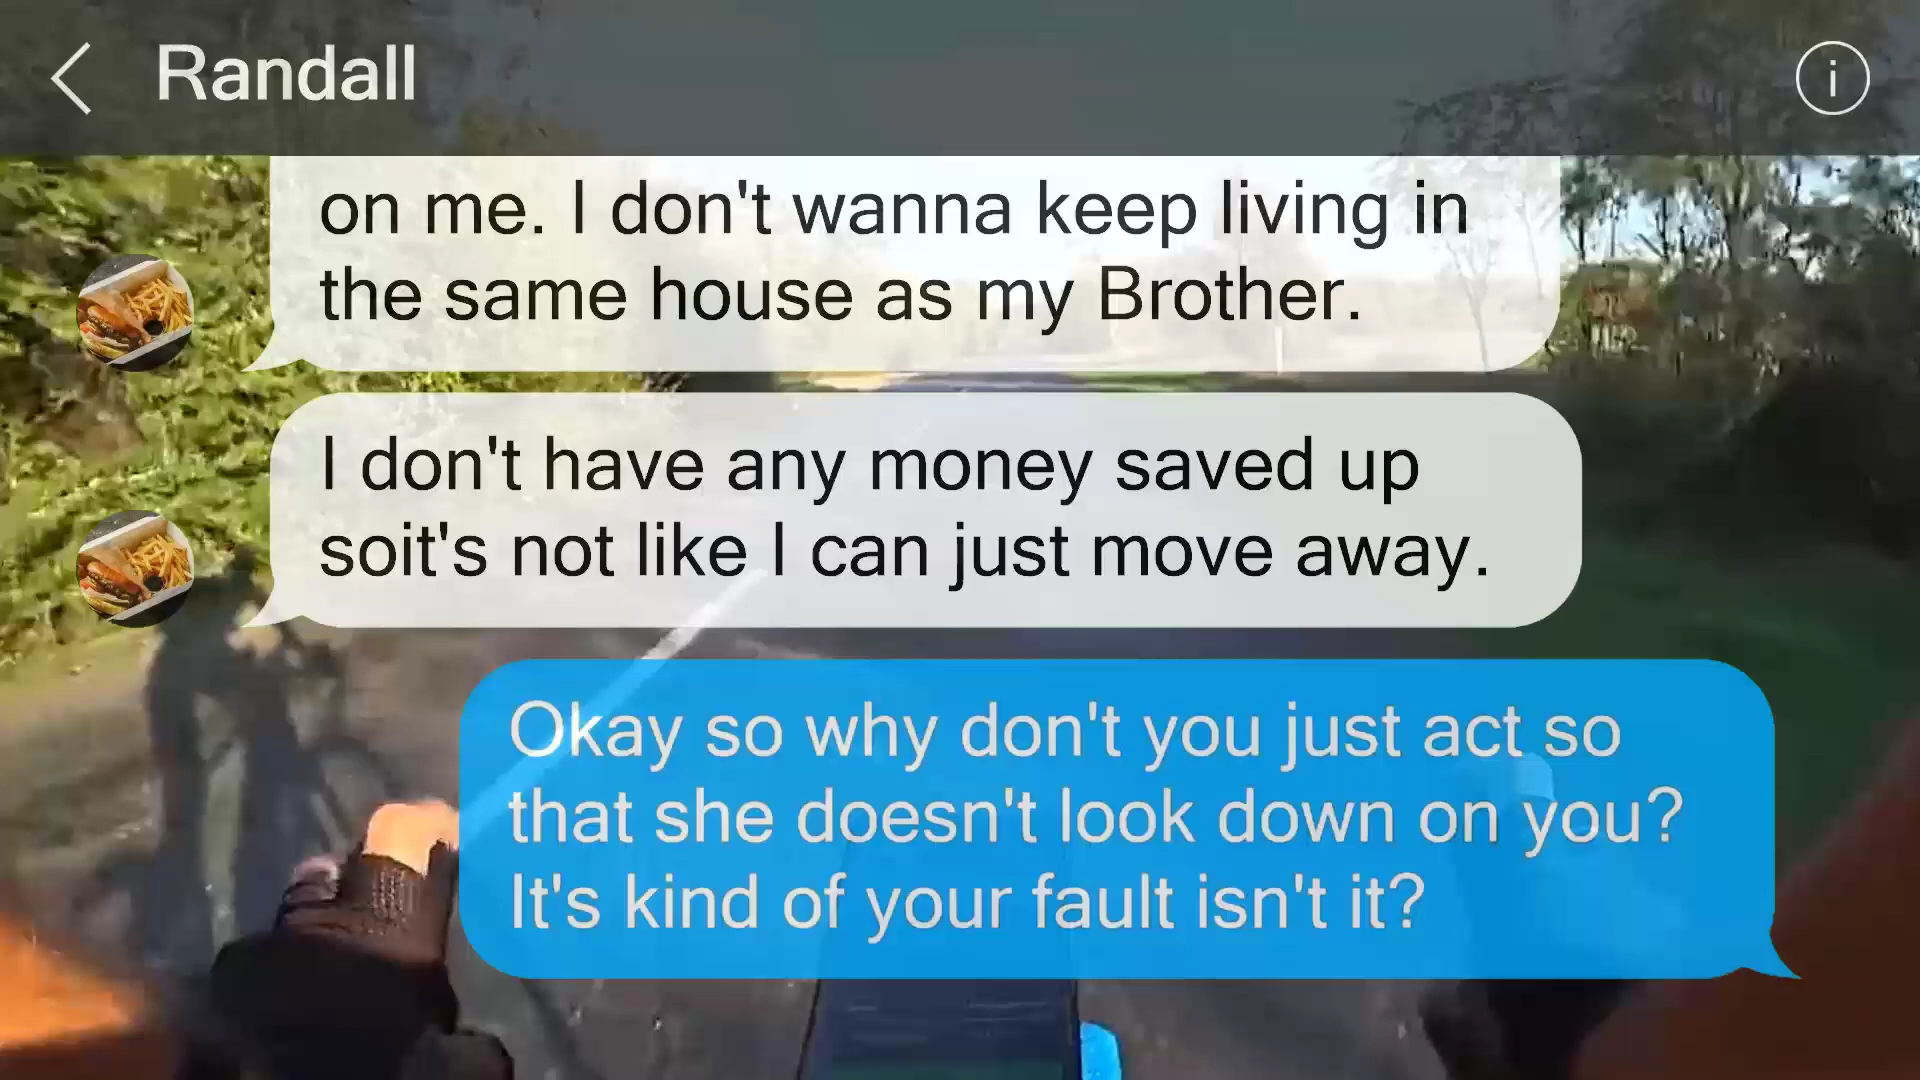 Randall
on me. I don't wanna keep living in
the same house as my Brother.
I don't have any money saved up
soit's not like I can just move away.
Okay so why don't you just act so
that she doesn't look down on you?
It's kind of your fault isn't it?